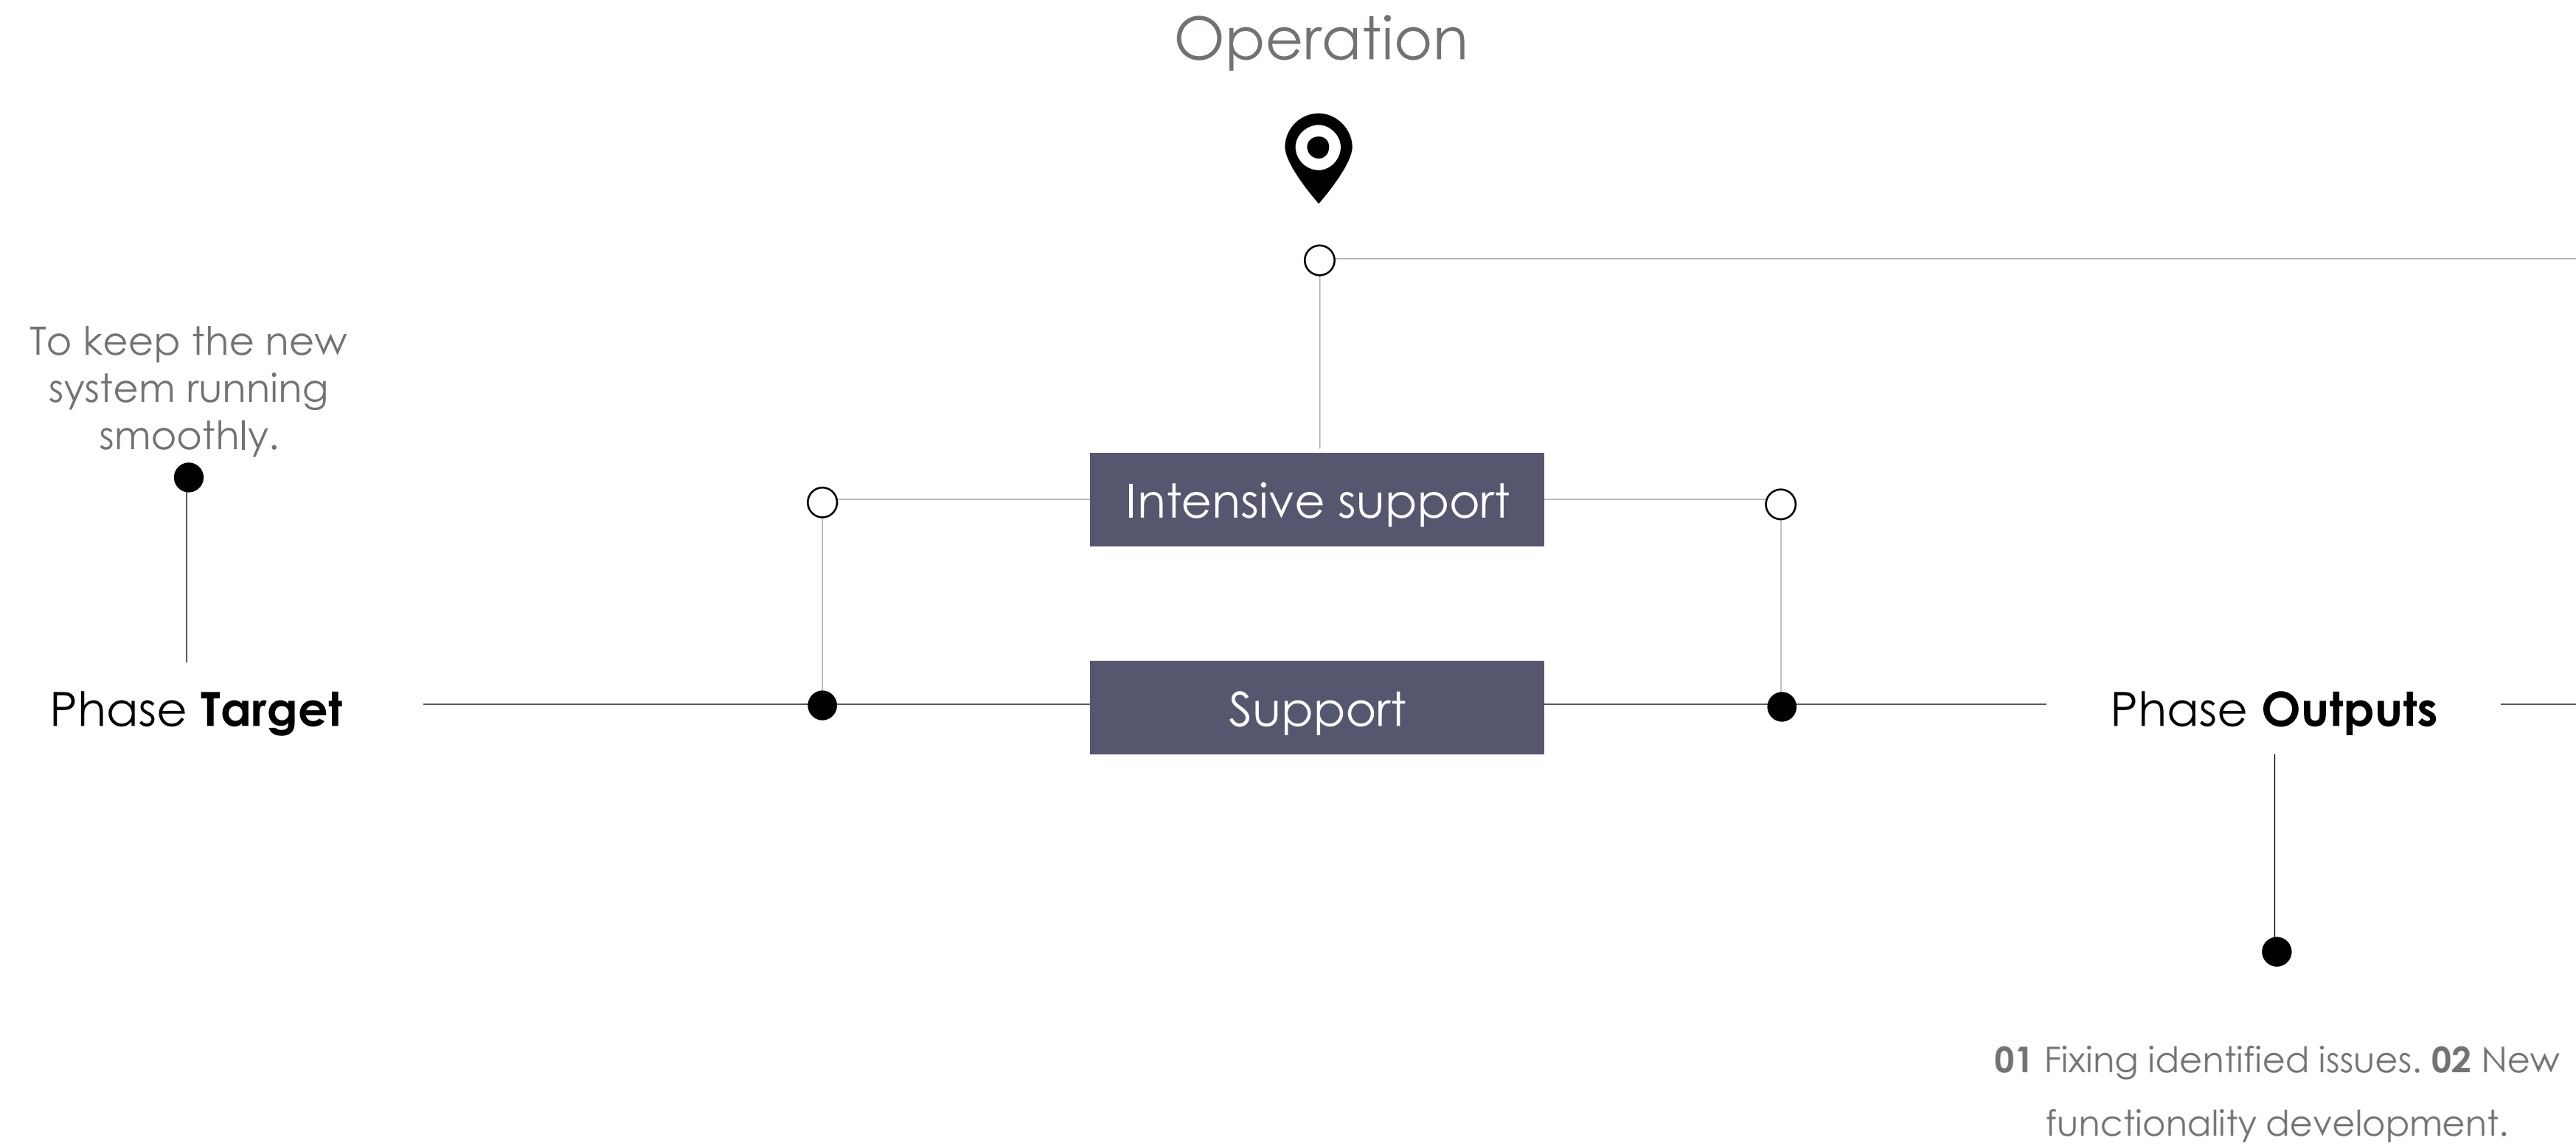 Operation
To keep the new
system running
smoothly.
Intensive support
Phase Target
Support
Phase Outputs
01 Fixing identified issues. 02 New
functionality development.